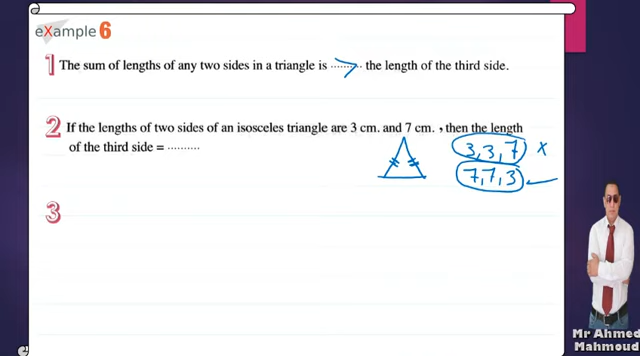 eXample 6
1 The sum of lengths of any two sides in a triangle is ..>.. the length of the third side.
2 If the lengths of two sides of an isosceles triangle are 3 cm. and 7 cm. , then the length
of the third side = ..........
3,3,7 x
7,7,3 ✓
3
Mr Ahmed
Mahmoud